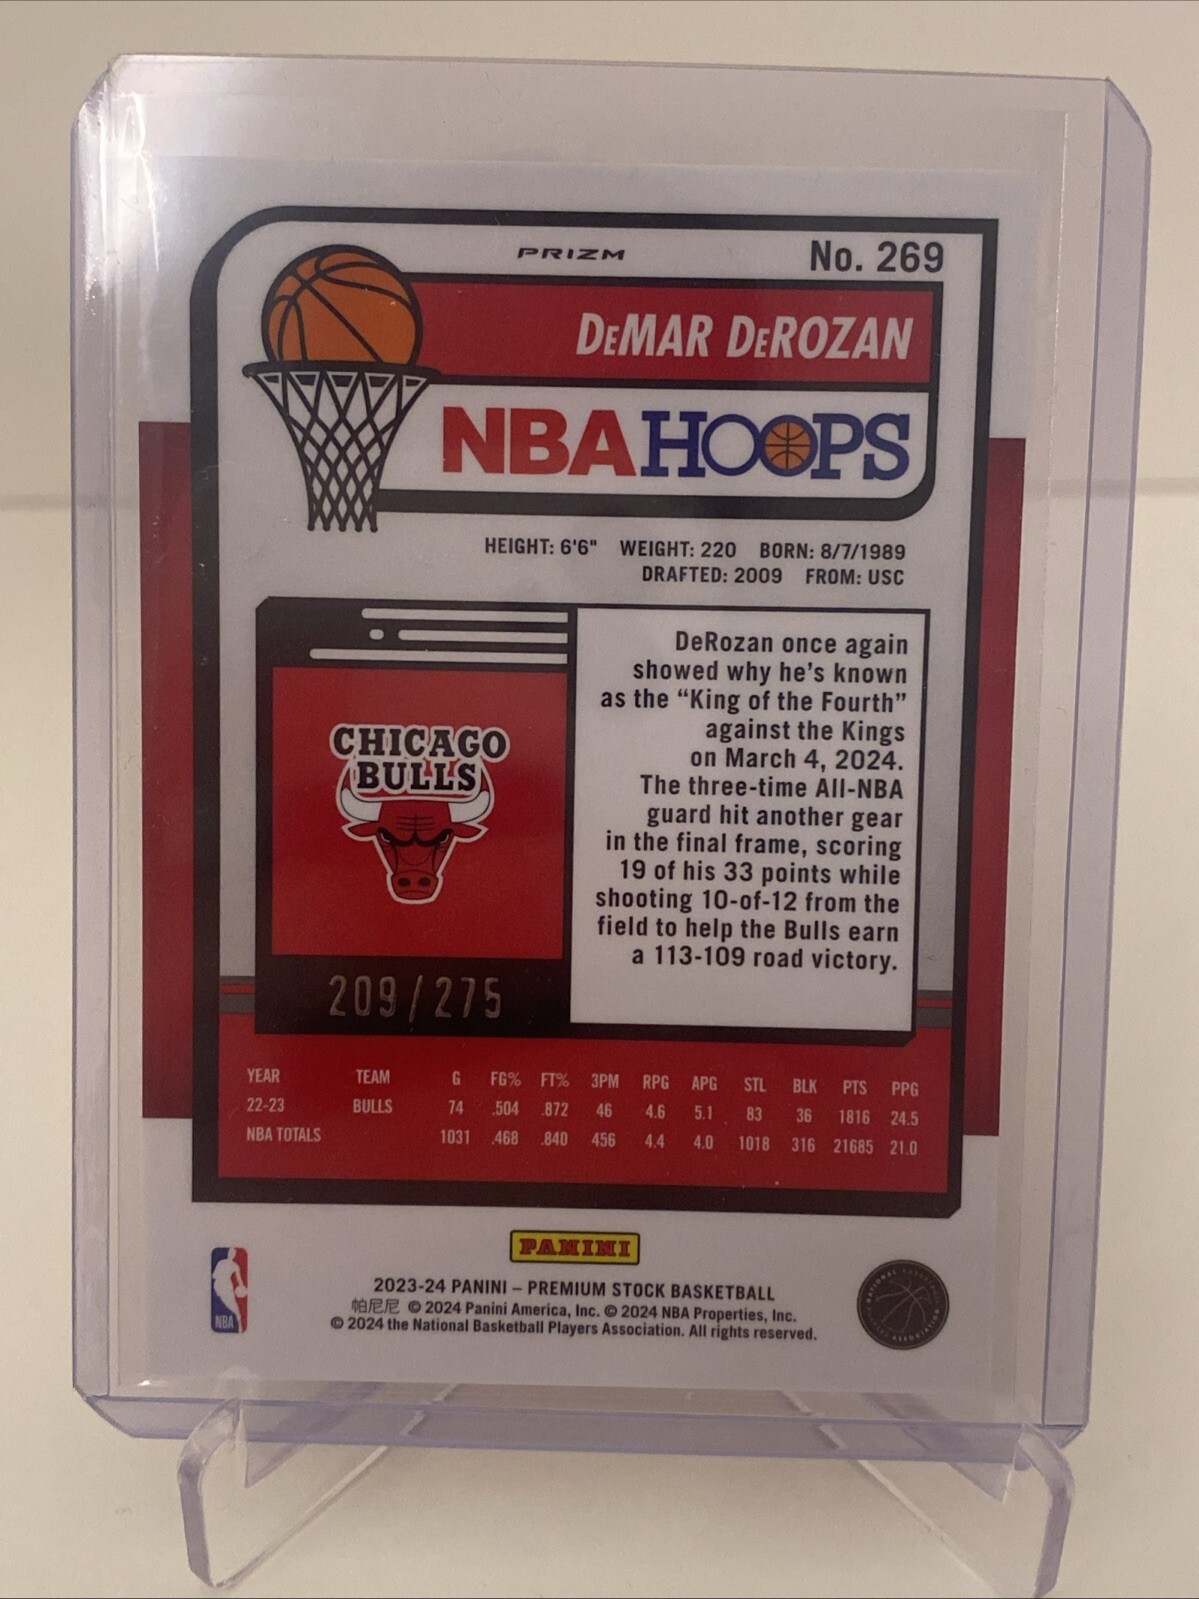 PRIZM
No. 269
DeMAR DeROZAN
NBA HOOPS
HEIGHT: 6'6" WEIGHT: 220 BORN: 8/7/1989
DRAFTED: 2009 FROM: USC
DeRozan once again
showed why he's known
as the “King of the Fourth”
against the Kings
on March 4, 2024.
The three-time All-NBA
guard hit another gear
in the final frame, scoring
19 of his 33 points while
shooting 10-of-12 from the
field to help the Bulls earn
a 113-109 road victory.
CHICAGO
BULLS
209/275
YEAR TEAM G FG% FT% 3PM RPG APG STL BLK PTS PPG
22-23 BULLS 74 .504 .872 46 4.6 5.1 83 36 1816 24.5
NBA TOTALS 1031 .468 .840 456 4.4 4.0 1018 316 21685 21.0
PANINI
2023-24 PANINI – PREMIUM STOCK BASKETBALL
帕尼尼 © 2024 Panini America, Inc. © 2024 NBA Properties, Inc.
© 2024 the National Basketball Players Association. All rights reserved.
NBA
NATIONAL BASKETBALL
PLAYERS ASSOCIATION